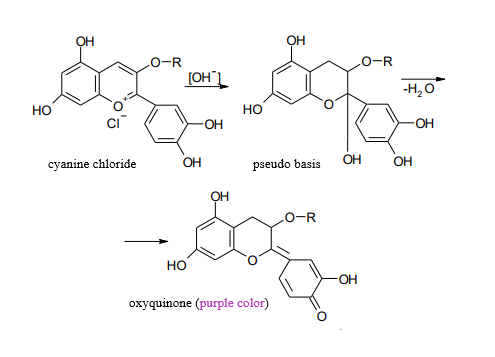 OH
O–R
HO
O+
Cl–
OH
OH
cyanine chloride
[OH–]
OH
O–R
HO
O
OH
OH
OH
pseudo basis
-H2O
OH
O–R
HO
O
OH
O
oxyquinone (purple color)